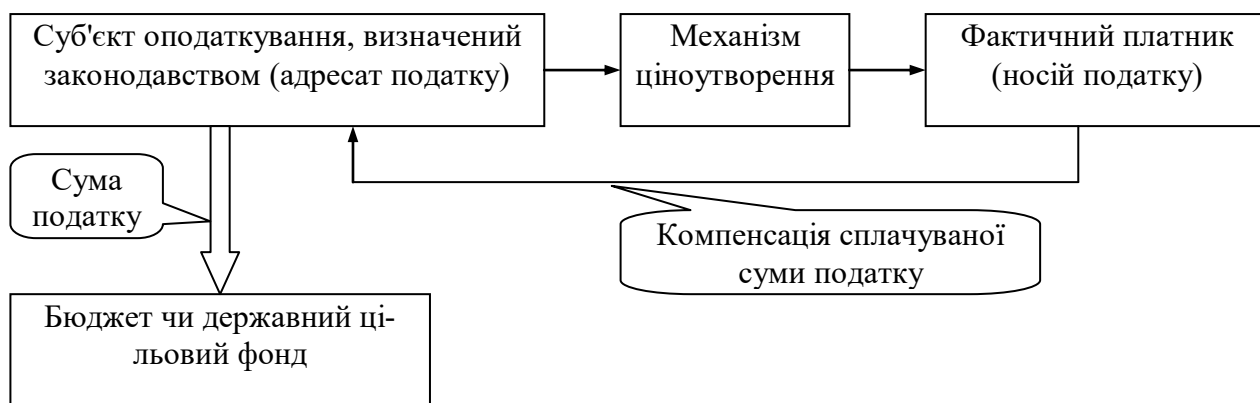 Суб'єкт оподаткування, визначений
законодавством (адресат податку)
Механізм
ціноутворення
Фактичний платник
(носій податку)
Сума
податку
Компенсація сплачуваної
суми податку
Бюджет чи державний ці-
льовий фонд